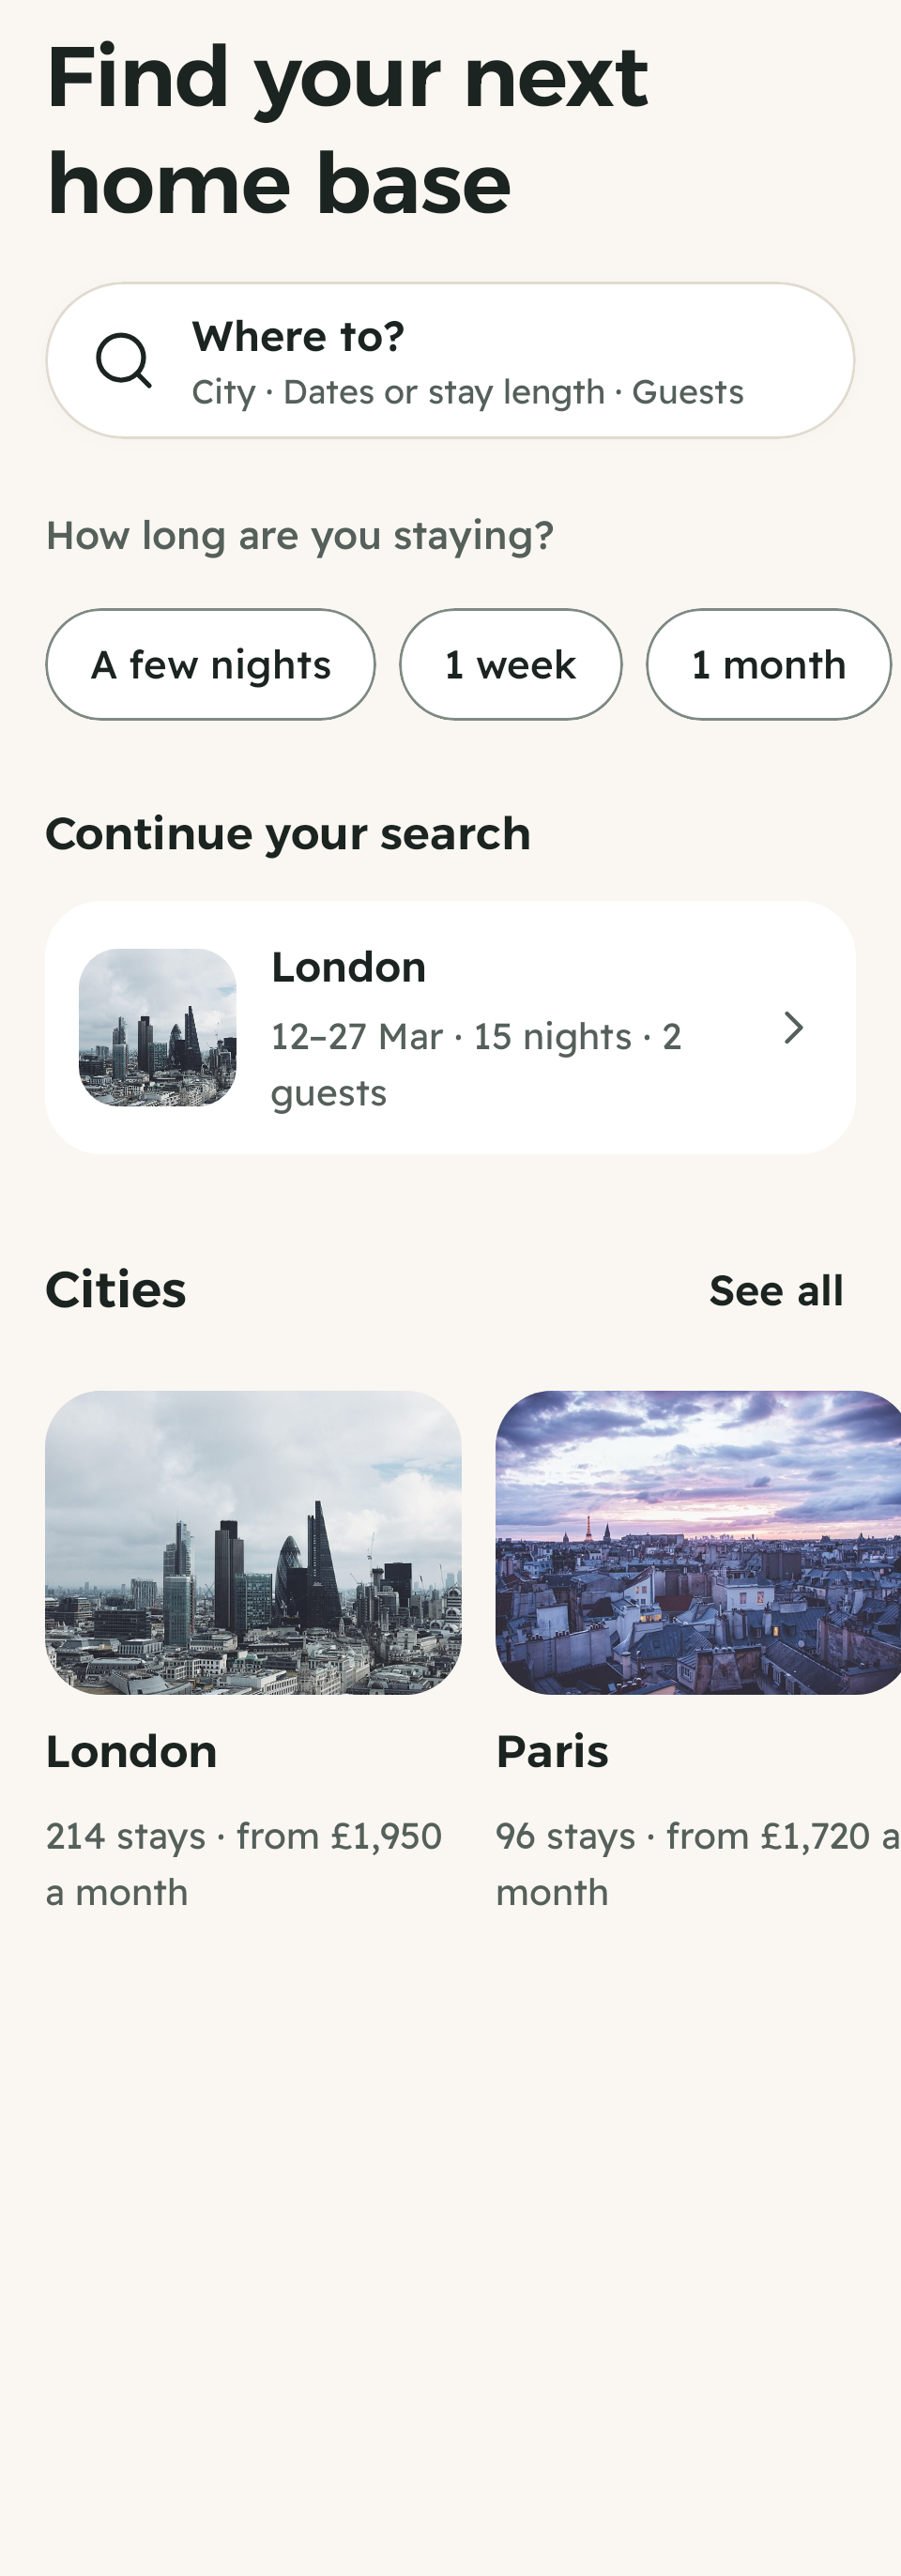 Find your next
home base
Where to?
City · Dates or stay length · Guests
How long are you staying?
A few nights
1 week
1 month
Continue your search
London
12–27 Mar · 15 nights · 2
guests
Cities
See all
London
214 stays · from £1,950
a month
Paris
96 stays · from £1,720 a
month